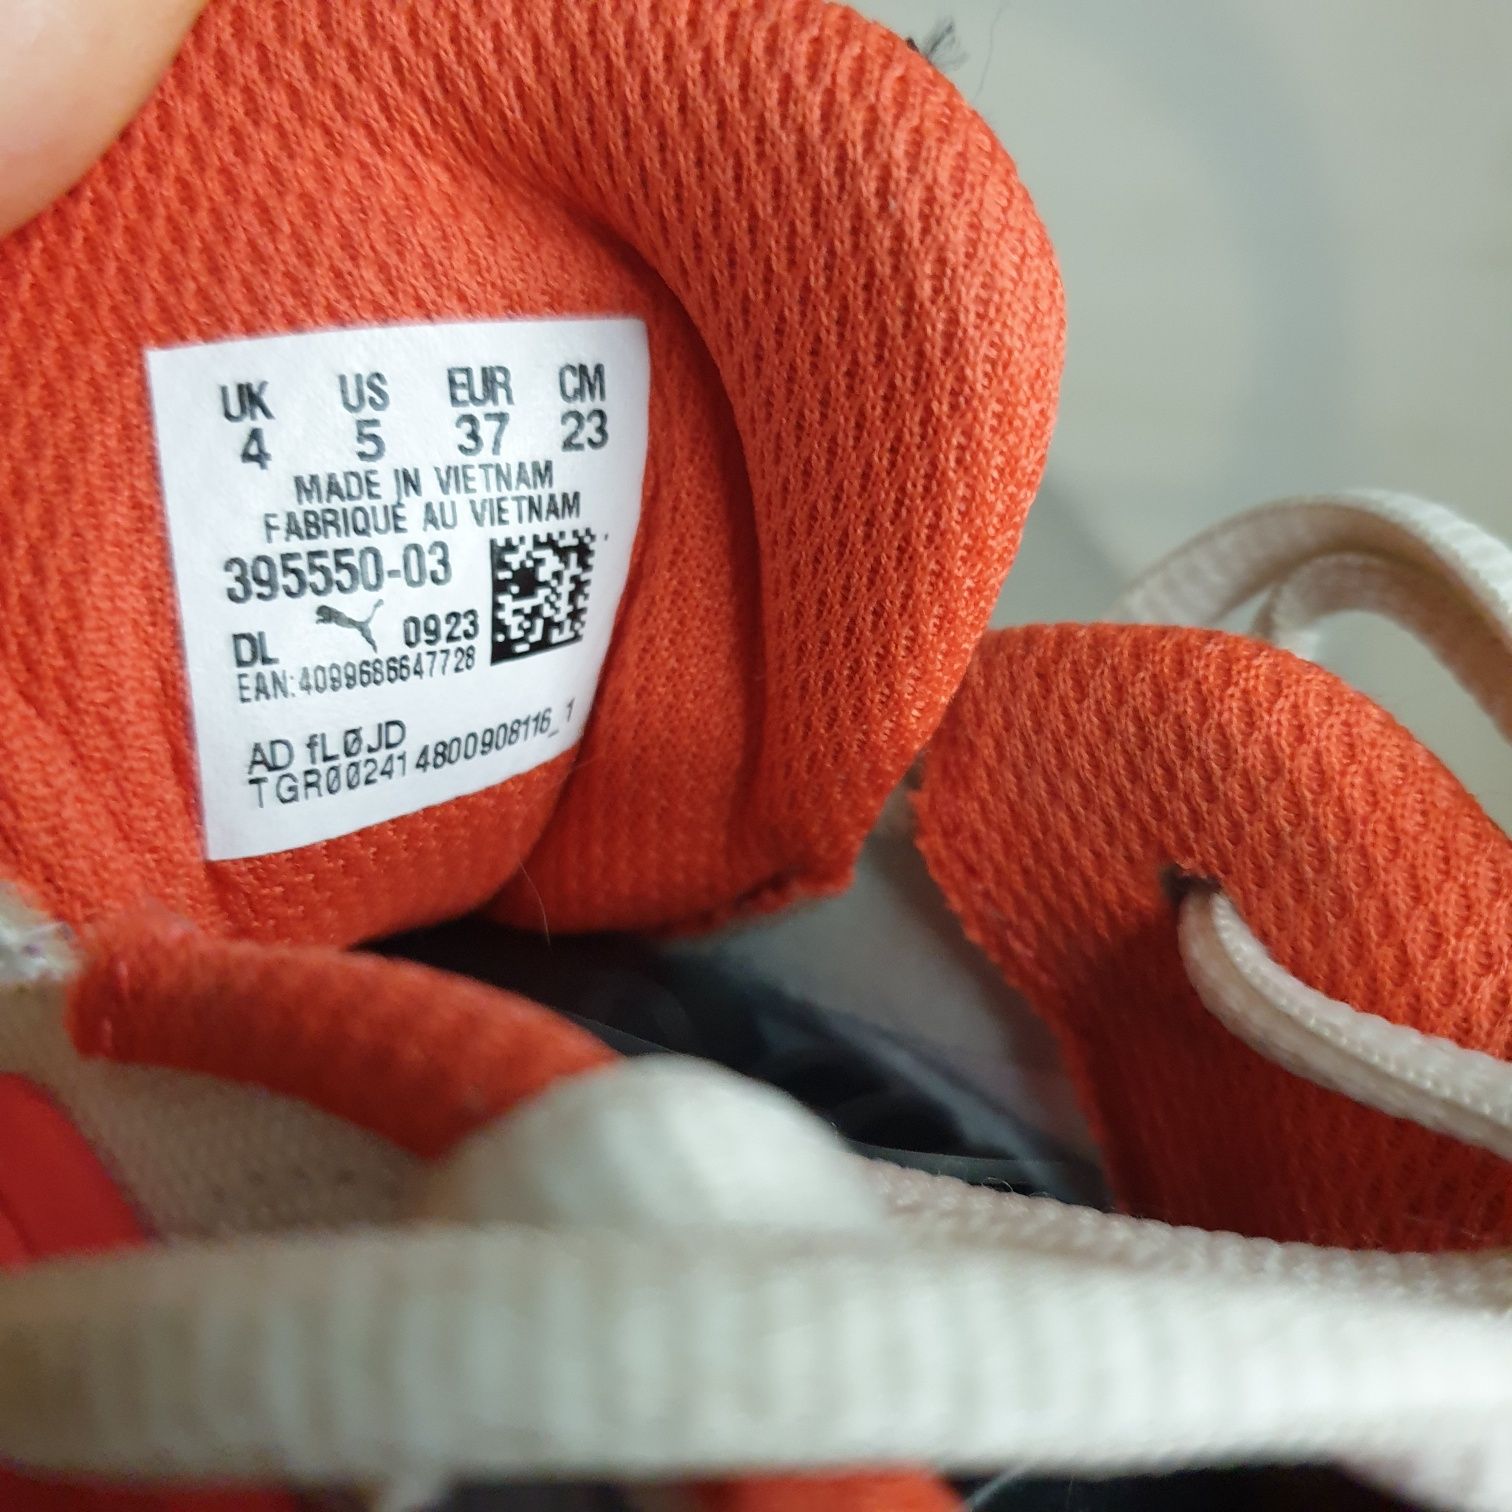 UK US EUR CM
4 5 37 23
MADE IN VIETNAM
FABRIQUÉ AU VIETNAM
395550-03
DL 0923
EAN:4099686647728
AD fLØJD
TGR00241 4800908116_1